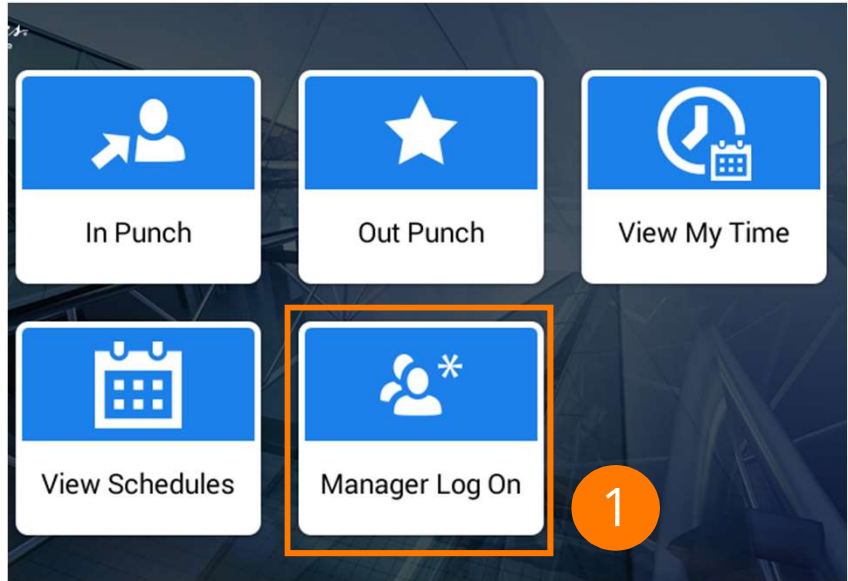 In Punch
Out Punch
View My Time
View Schedules
Manager Log On
1